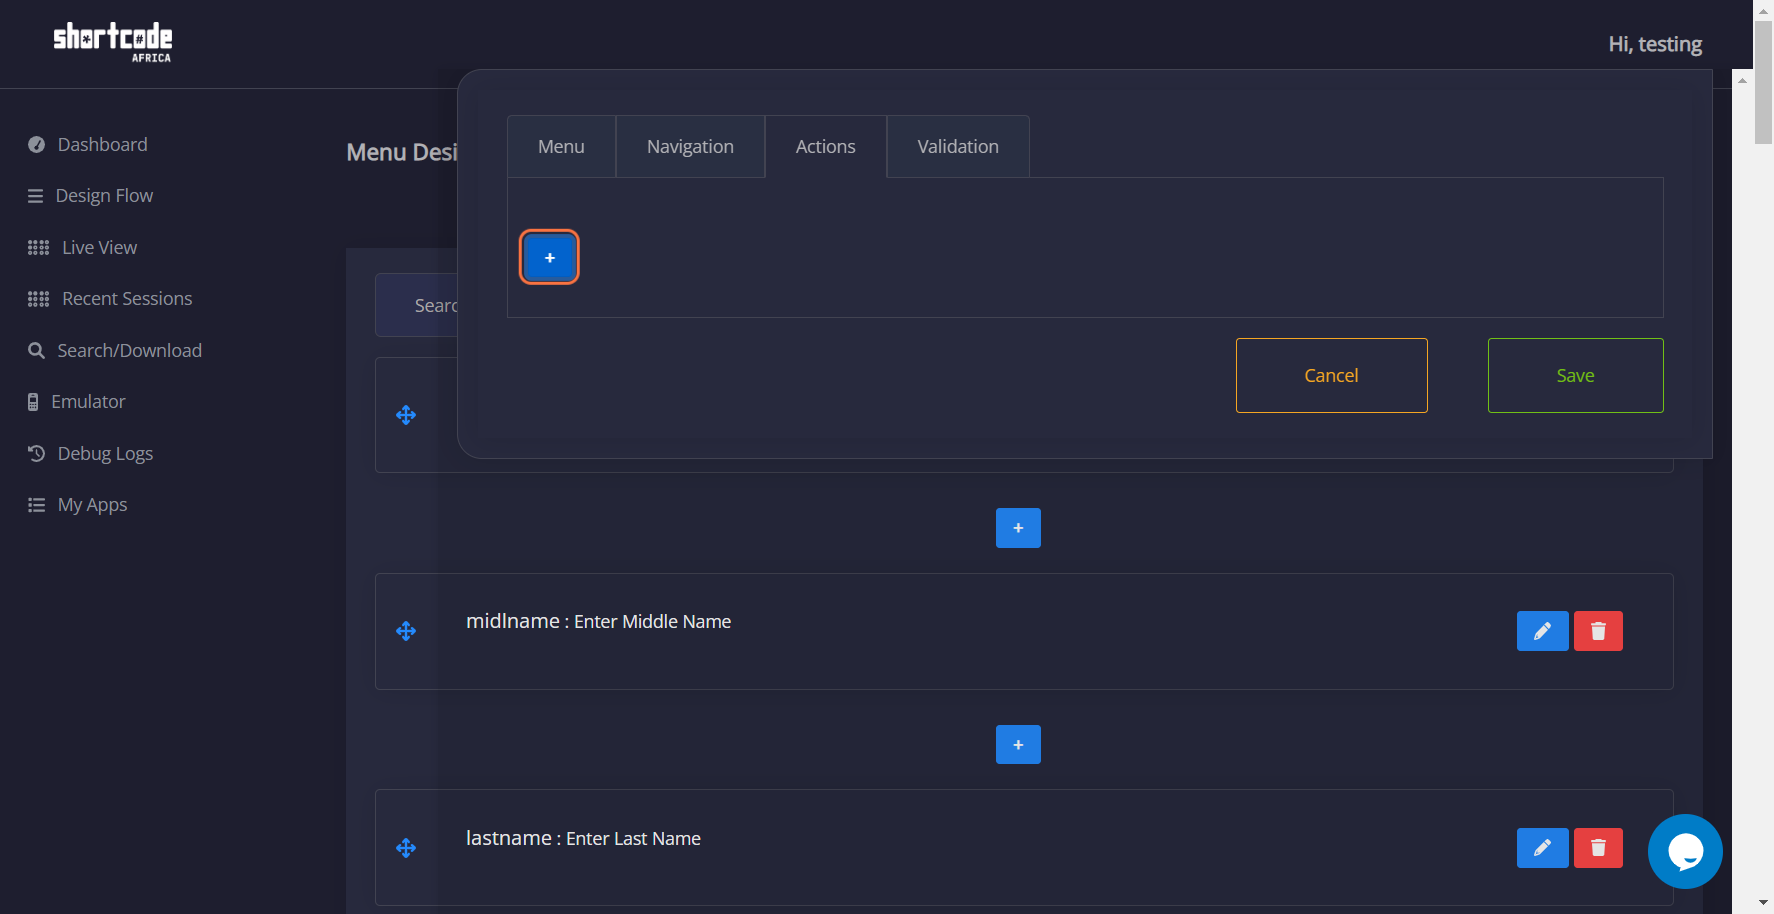 shortcode
AFRICA
Hi, testing
Dashboard
Design Flow
Live View
Recent Sessions
Search/Download
Emulator
Debug Logs
My Apps
Menu Desi
Menu
Navigation
Actions
Validation
+
Cancel
Save
Searc
+
midlname : Enter Middle Name
+
lastname : Enter Last Name